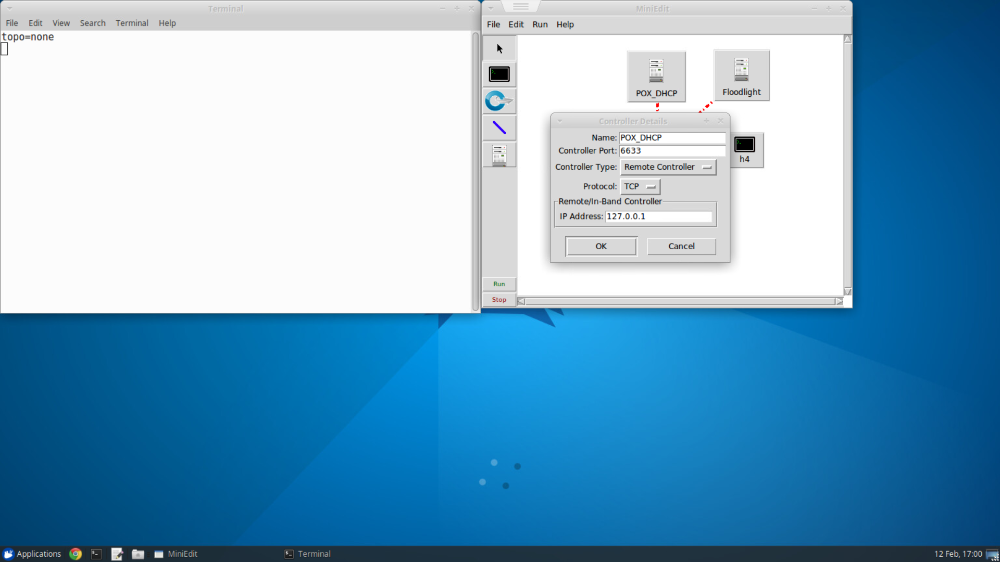 Terminal
File Edit View Search Terminal Help
topo=none
MiniEdit
File Edit Run Help
POX_DHCP
Floodlight
h4
Controller Details
Name: POX_DHCP
Controller Port: 6633
Controller Type: Remote Controller
Protocol: TCP
Remote/In-Band Controller
IP Address: 127.0.0.1
OK Cancel
Run
Stop
Applications MiniEdit Terminal 12 Feb, 17:00